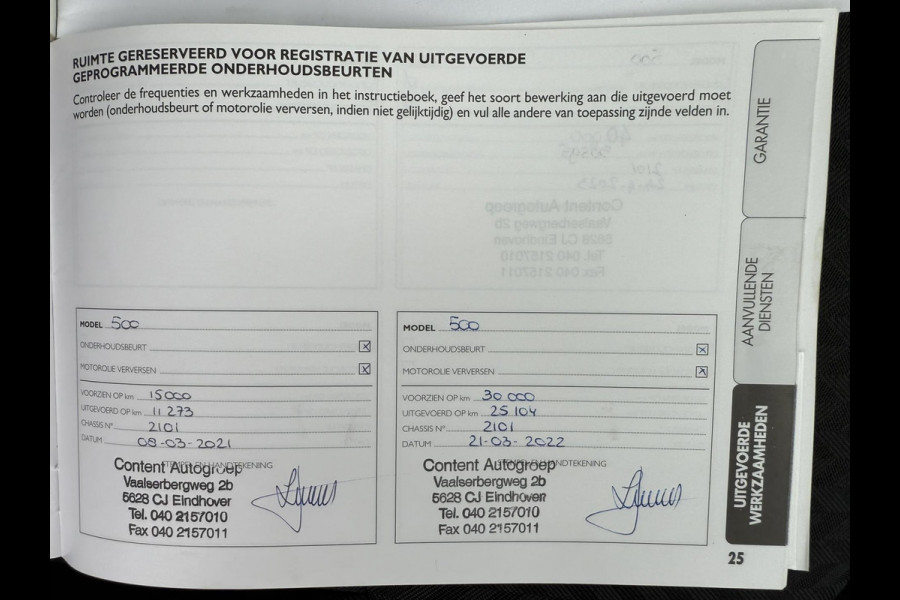 RUIMTE GERESERVEERD VOOR REGISTRATIE VAN UITGEVOERDE
GEPROGRAMMEERDE ONDERHOUDSBEURTEN
Controleer de frequenties en werkzaamheden in het instructieboek, geef het soort bewerking aan die uitgevoerd moet
worden (onderhoudsbeurt of motorolie verversen, indien niet gelijktijdig) en vul alle andere van toepassing zijnde velden in.
MODEL 500
ONDERHOUDSBEURT X
MOTOROLIE VERVERSEN X
VOORZIEN OP km 15000
UITGEVOERD OP km 11 273
CHASSIS N° 2101
DATUM 08-03-2021
STEMPEL EN HANDTEKENING
Content Autogroep
Vaalserbergweg 2b
5628 CJ Eindhoven
Tel. 040 2157010
Fax 040 2157011
MODEL 500
ONDERHOUDSBEURT X
MOTOROLIE VERVERSEN X
VOORZIEN OP km 30 000
UITGEVOERD OP km 25 104
CHASSIS N° 2101
DATUM 21-03-2022
HANDTEKENING
Content Autogroep
Vaalserbergweg 2b
5628 CJ Eindhoven
Tel. 040 2157010
Fax 040 2157011
GARANTIE
AANVULLENDE
DIENSTEN
UITGEVOERDE
WERKZAAMHEDEN
25